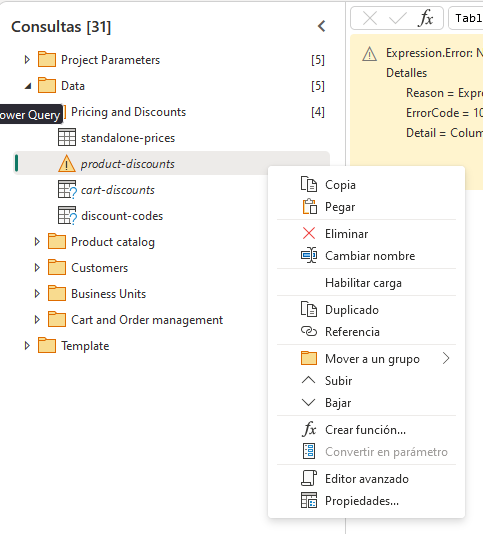 Consultas [31]
Project Parameters [5]
Data [5]
Pricing and Discounts [4]
ower Query
standalone-prices
product-discounts
cart-discounts
discount-codes
Product catalog
Customers
Business Units
Cart and Order management
Template
fx
Tabl
Expression.Error: N
Detalles
Reason = Expre
ErrorCode = 10
Detail = Colum
Copia
Pegar
Eliminar
Cambiar nombre
Habilitar carga
Duplicado
Referencia
Mover a un grupo
Subir
Bajar
fx Crear función...
Convertir en parámetro
Editor avanzado
Propiedades...